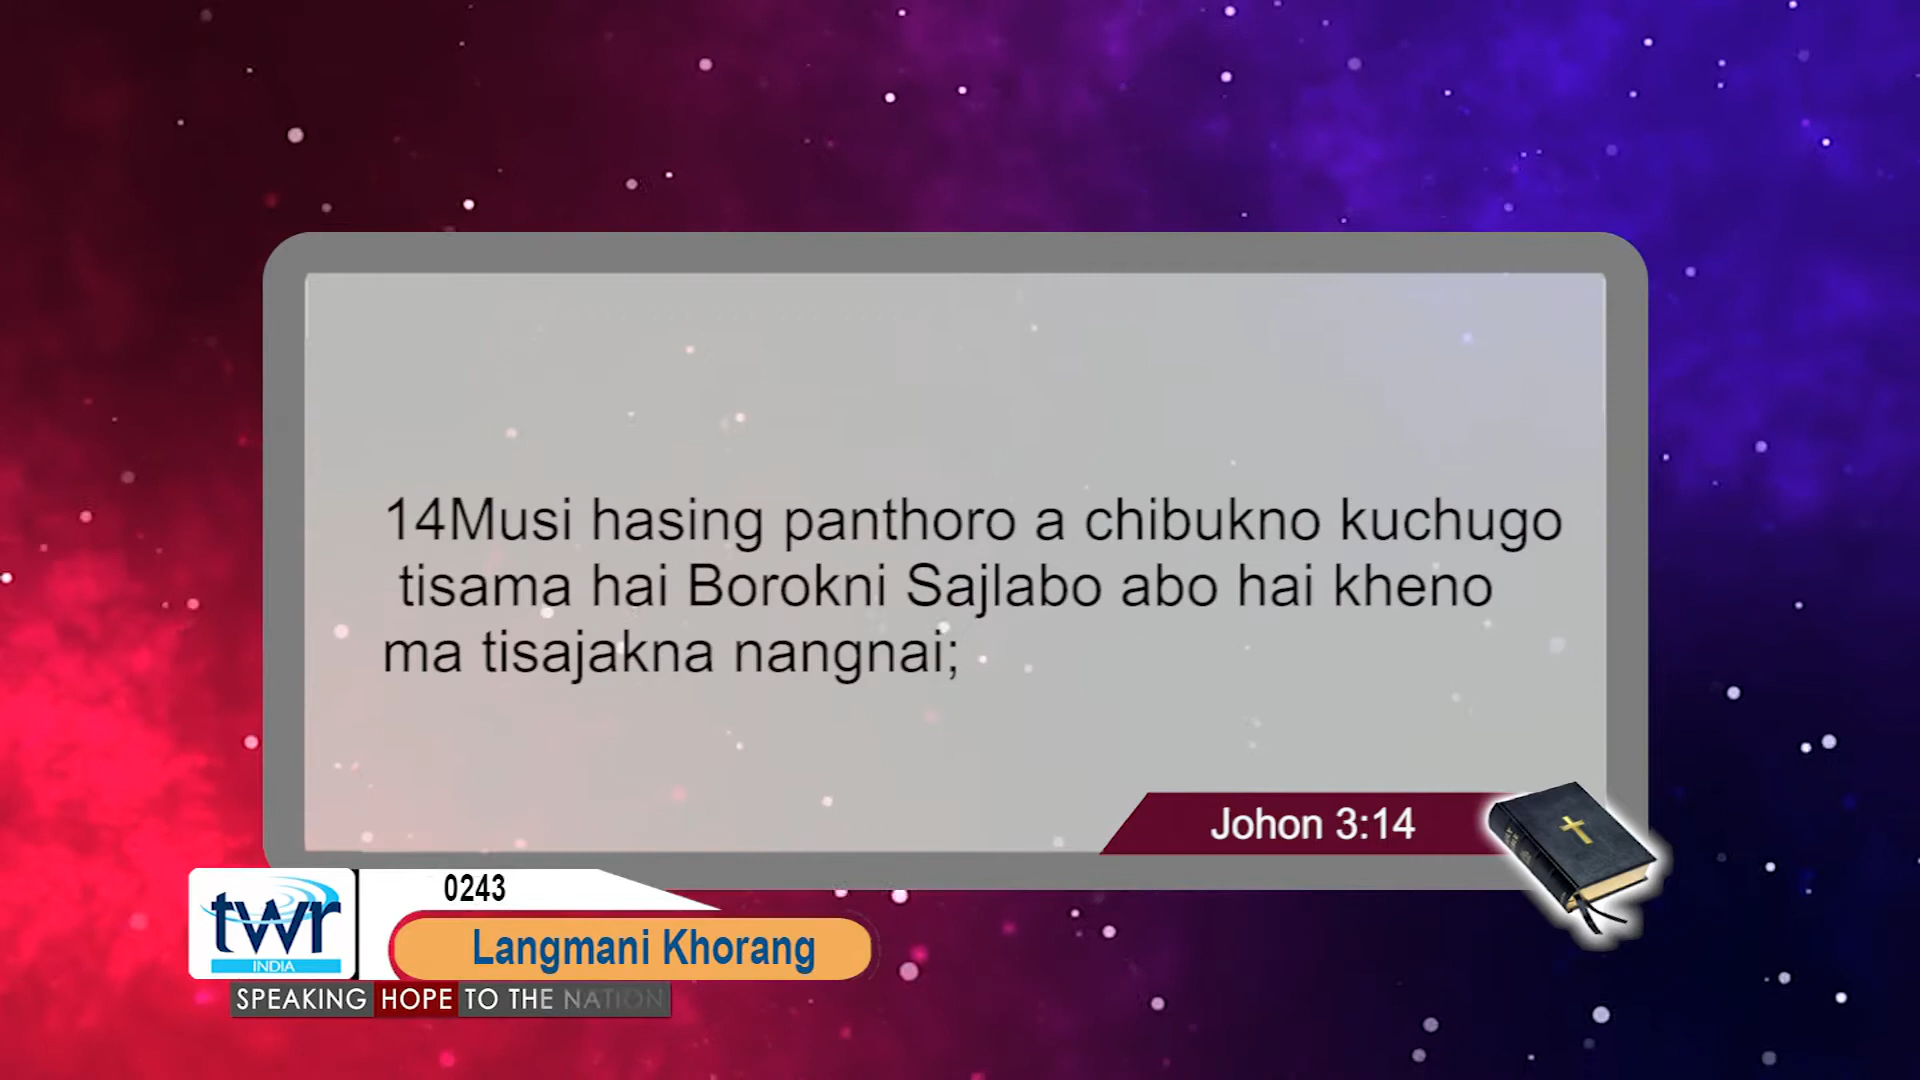 14Musi hasing panthoro a chibukno kuchugo
tisama hai Borokni Sajlabo abo hai kheno
ma tisajakna nangnai;
Johon 3:14
0243
twr
INDIA
Langmani Khorang
SPEAKING HOPE TO THE NATION